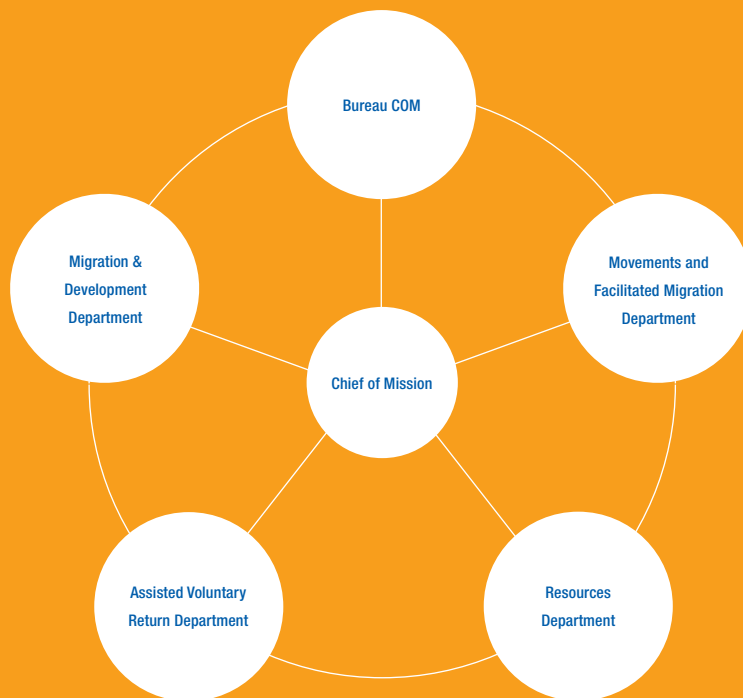 Bureau COM
Migration &
Development
Department
Movements and
Facilitated Migration
Department
Chief of Mission
Assisted Voluntary
Return Department
Resources
Department